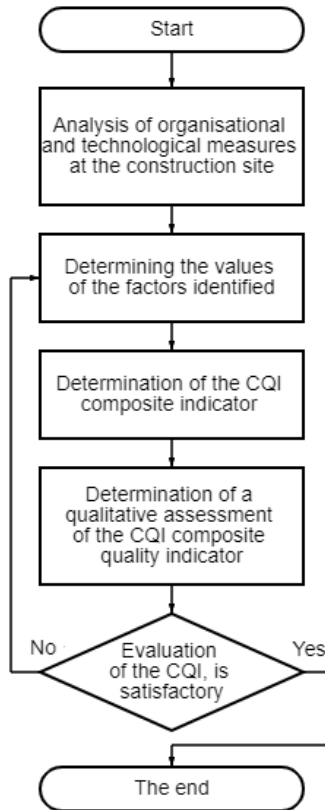 Start
Analysis of organisational
and technological measures
at the construction site
Determining the values
of the factors identified
Determination of the CQI
composite indicator
Determination of a
qualitative assessment
of the CQI composite
quality indicator
No
Evaluation
of the CQI, is
satisfactory
Yes
The end